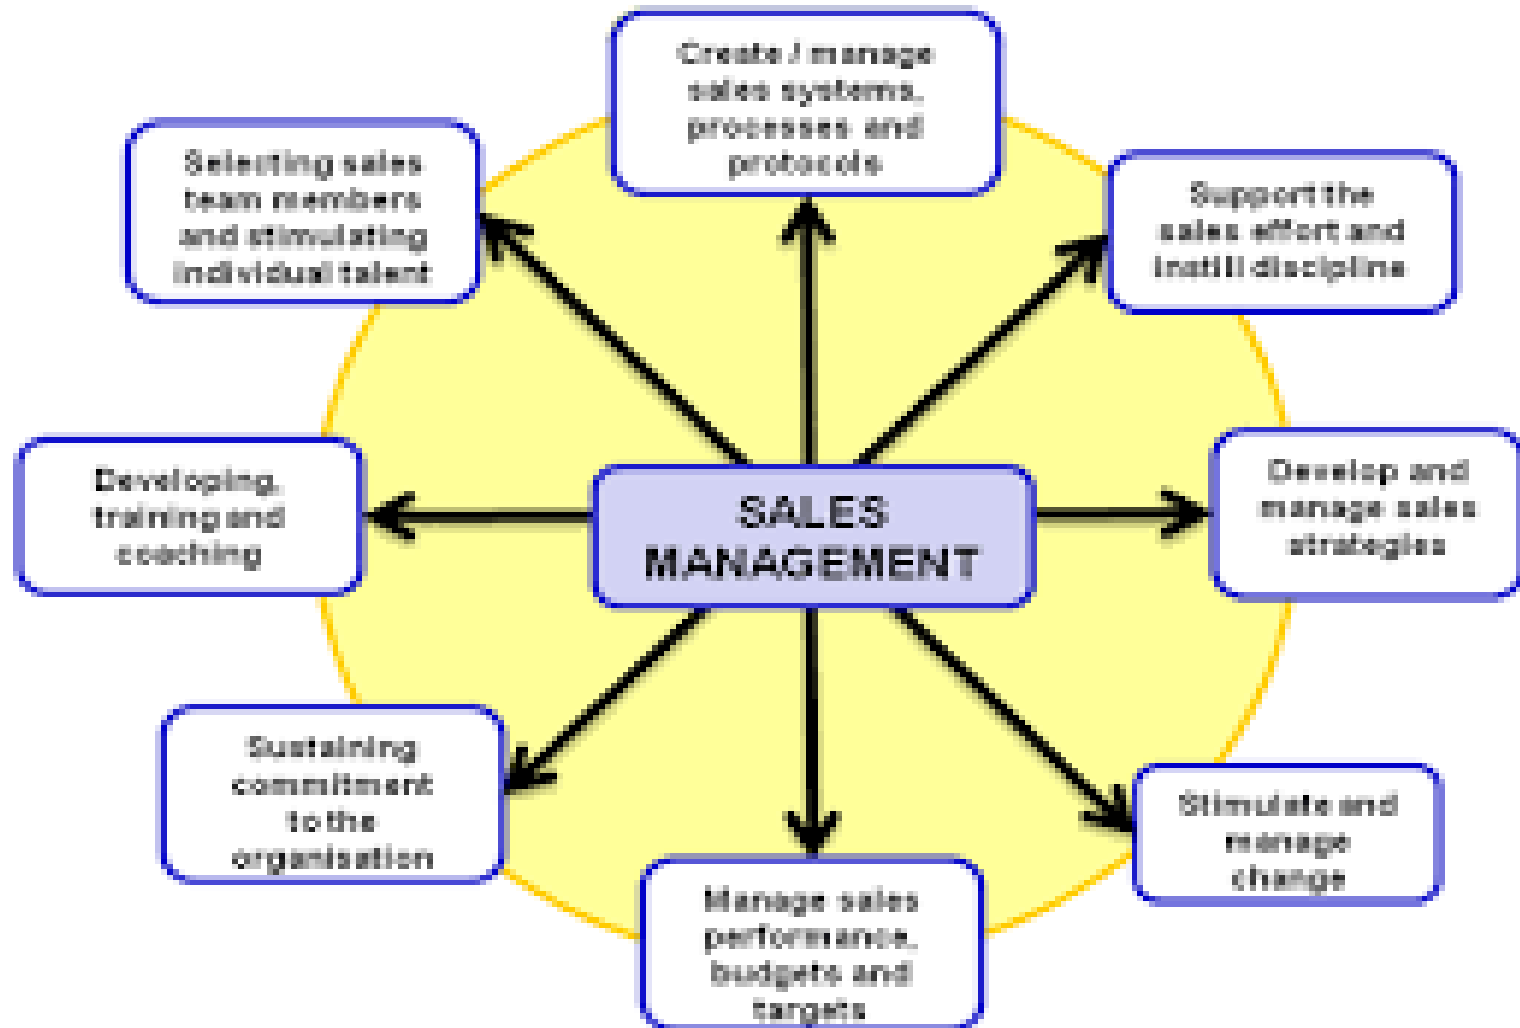 Create / manage
sales systems,
processes and
protocols
Selecting sales
team members
and stimulating
individual talent
Support the
sales effort and
instill discipline
Developing,
training and
coaching
SALES
MANAGEMENT
Develop and
manage sales
strategies
Sustaining
commitment
to the
organisation
Stimulate and
manage
change
Manage sales
performance,
budgets and
targets